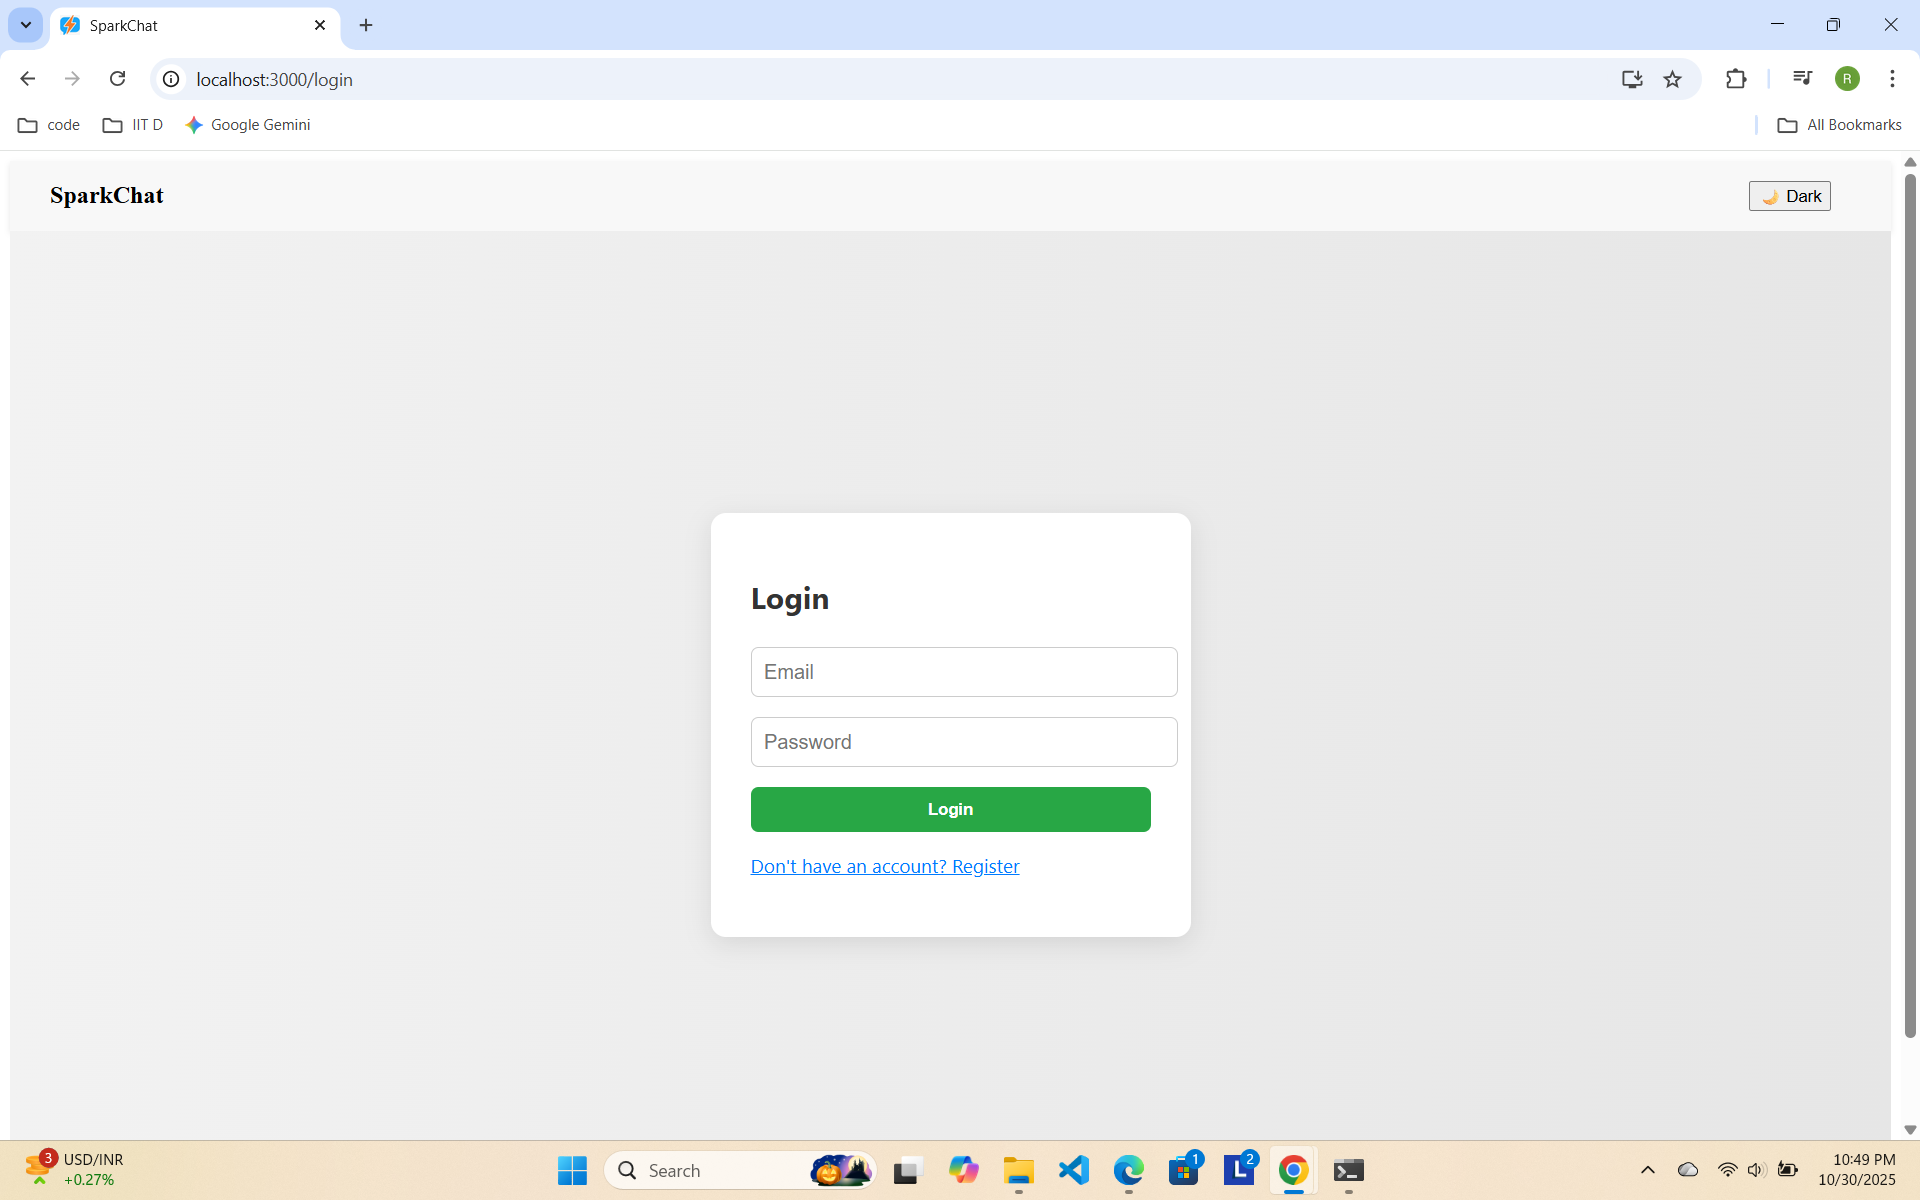 SparkChat
localhost:3000/login
code
IIT D
Google Gemini
All Bookmarks
R
SparkChat
🌙 Dark
Login
Email
Password
Login
Don't have an account? Register
3
USD/INR
+0.27%
Search
1
L
2
10:49 PM
10/30/2025